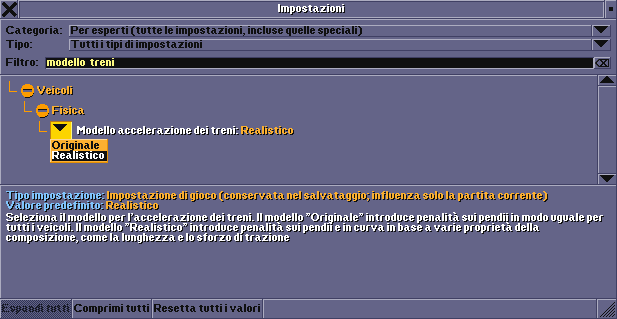 Impostazioni
Categoria: Per esperti (tutte le impostazioni, incluse quelle speciali)
Tipo: Tutti i tipi di impostazioni
Filtro: modello treni
Veicoli
Fisica
Modello accelerazione dei treni: Realistico
Originale
Realistico
Tipo impostazione: Impostazione di gioco (conservata nel salvataggio; influenza solo la partita corrente)
Valore predefinito: Realistico
Seleziona il modello per l'accelerazione dei treni. Il modello "Originale" introduce penalità sui pendii in modo uguale per
tutti i veicoli. Il modello "Realistico" introduce penalità sui pendii e in curva in base a varie proprietà della
composizione, come la lunghezza e lo sforzo di trazione
Espandi tutti Comprimi tutti Resetta tutti i valori